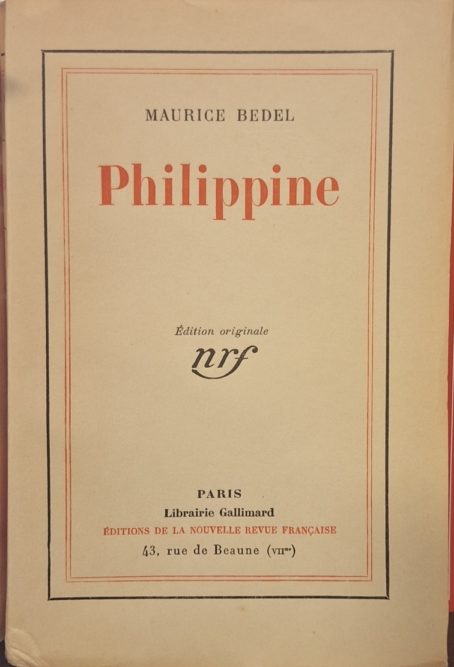 MAURICE BEDEL
Philippine
Édition originale
nrf
PARIS
Librairie Gallimard
ÉDITIONS DE LA NOUVELLE REVUE FRANÇAISE
43, rue de Beaune (VIIme)